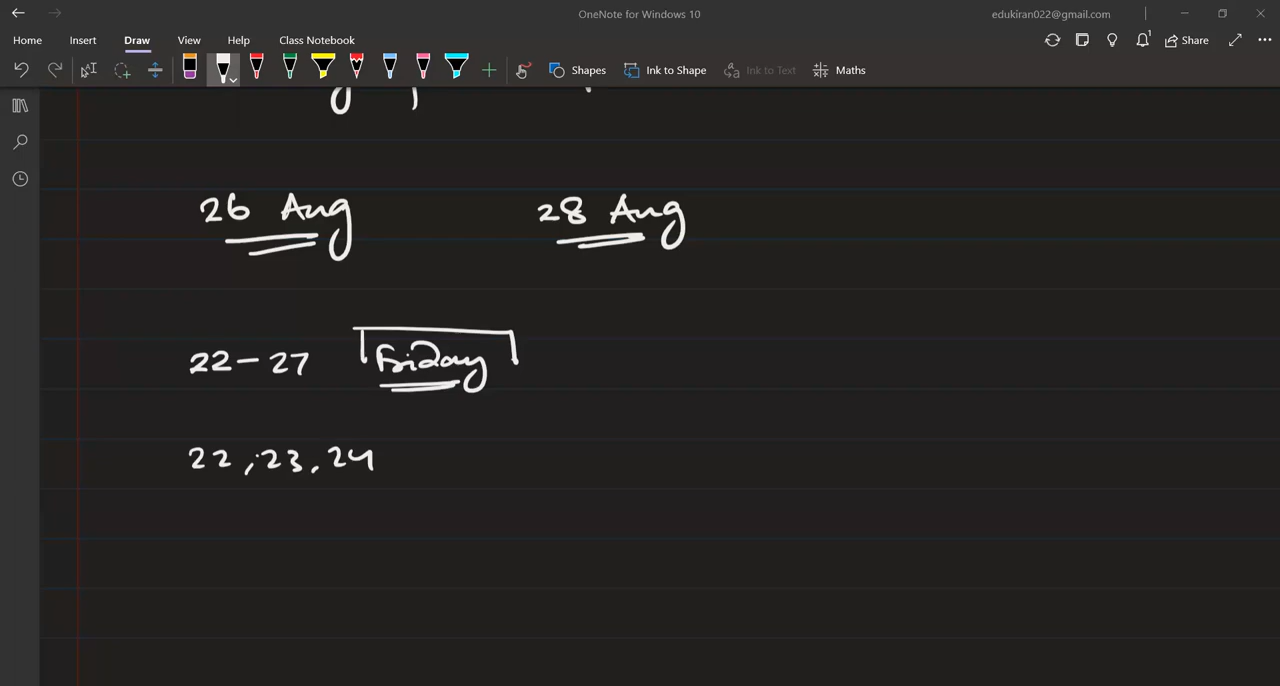 OneNote for Windows 10
edukiran022@gmail.com
Home Insert Draw View Help Class Notebook
Share
Shapes Ink to Shape Ink to Text Maths
26 Aug 28 Aug
22-27 Friday
22, 23, 24